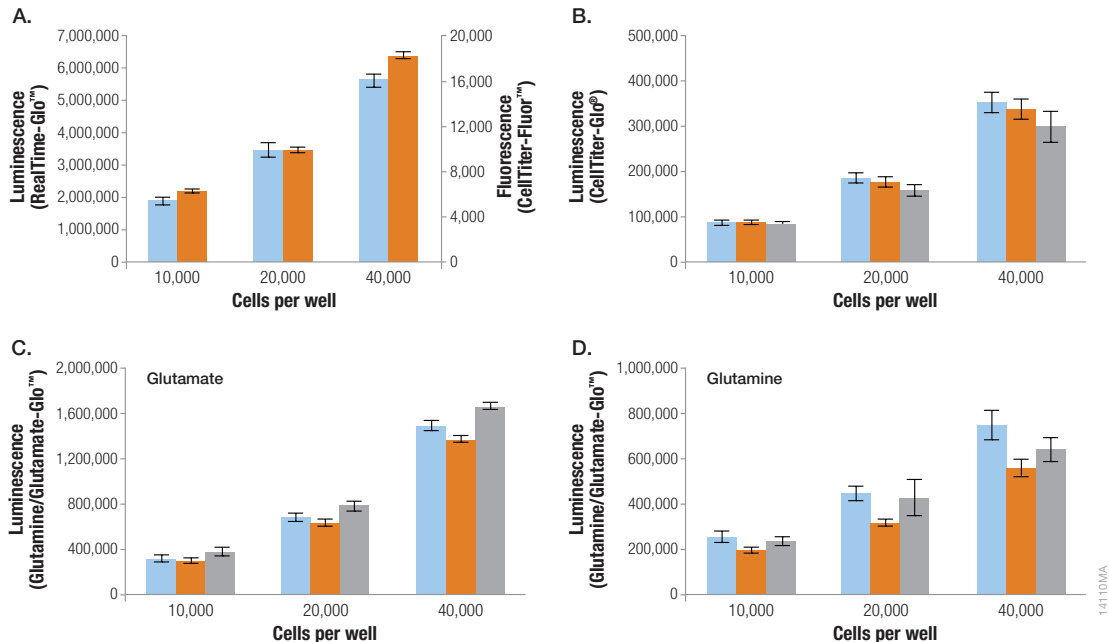 A.
Luminescence
(RealTime-Glo™)
7,000,000
6,000,000
5,000,000
4,000,000
3,000,000
2,000,000
1,000,000
0
20,000
16,000
12,000
8,000
4,000
0
Fluorescence
(CellTiter-Fluor™)
10,000
20,000
40,000
Cells per well
B.
Luminescence
(CellTiter-Glo®)
500,000
400,000
300,000
200,000
100,000
0
10,000
20,000
40,000
Cells per well
C.
Luminescence
(Glutamine/Glutamate-Glo™)
2,000,000
1,600,000
1,200,000
800,000
400,000
0
Glutamate
10,000
20,000
40,000
Cells per well
D.
Luminescence
(Glutamine/Glutamate-Glo™)
1,000,000
800,000
600,000
400,000
200,000
0
Glutamine
10,000
20,000
40,000
Cells per well
14110MA